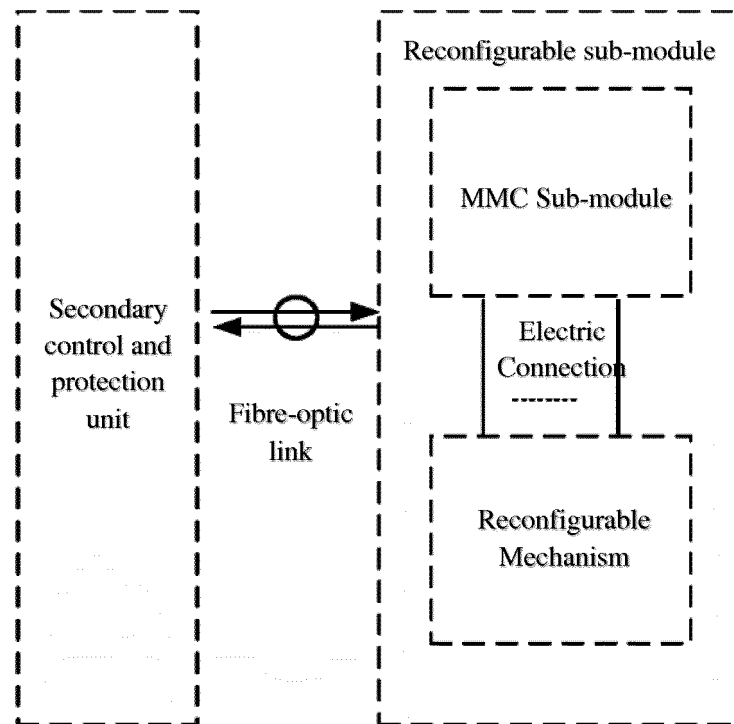 Reconfigurable sub-module
MMC Sub-module
Secondary
control and
protection
unit
Electric
Connection
Fibre-optic
link
Reconfigurable
Mechanism